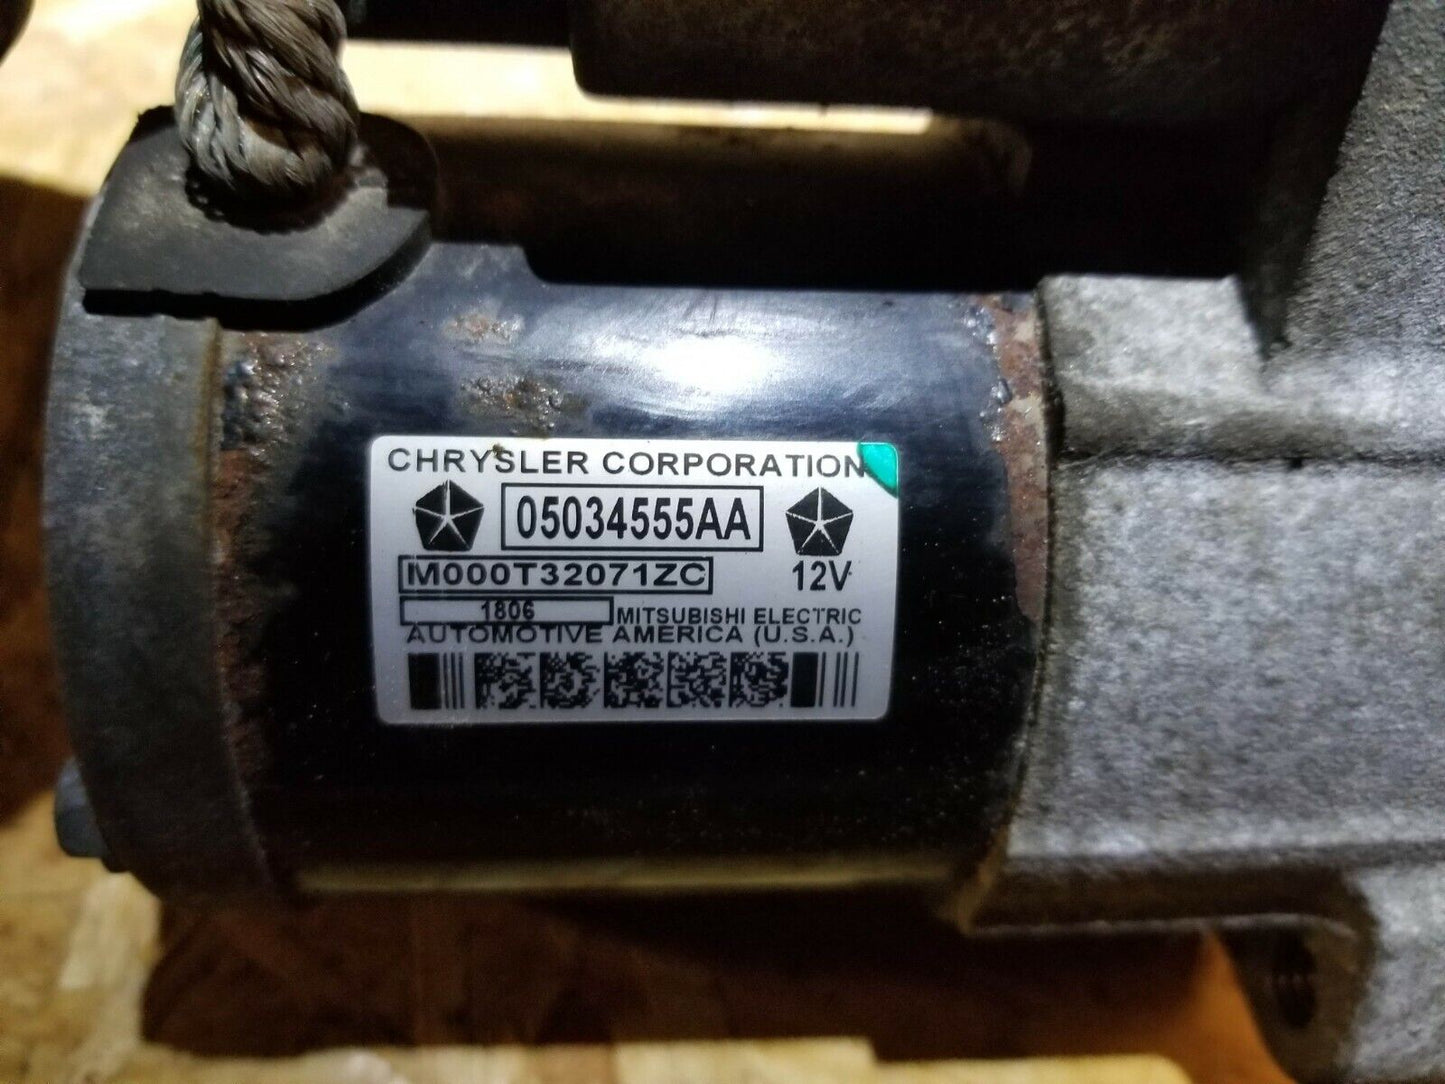 CHRYSLER CORPORATION
05034555AA
M000T32071ZC 12V
1806 MITSUBISHI ELECTRIC
AUTOMOTIVE AMERICA (U.S.A.)